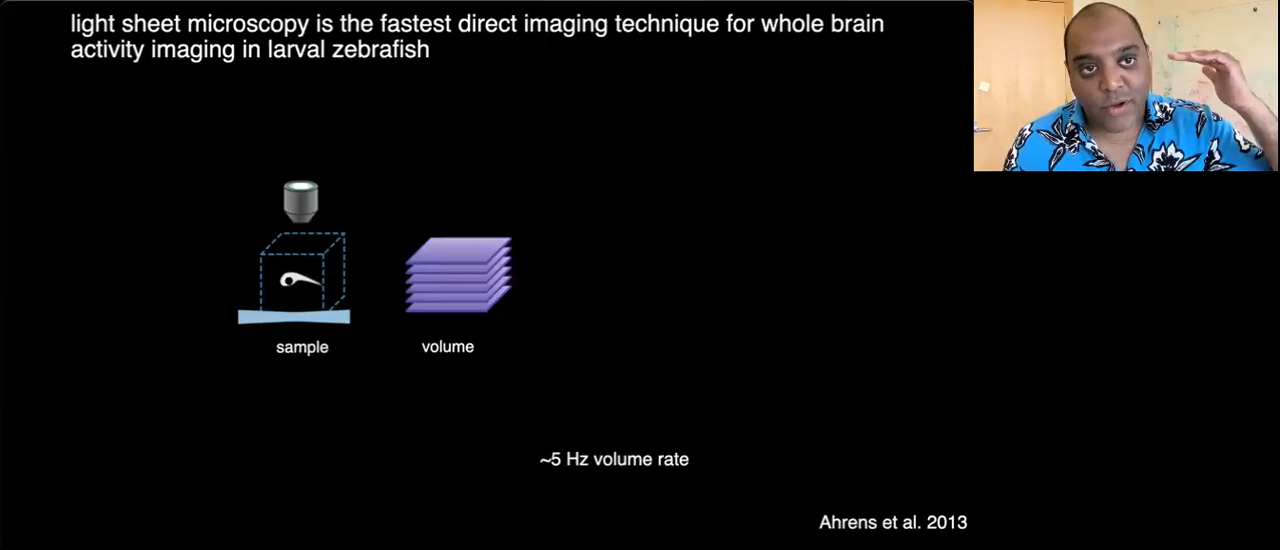 light sheet microscopy is the fastest direct imaging technique for whole brain
activity imaging in larval zebrafish
sample
volume
~5 Hz volume rate
Ahrens et al. 2013